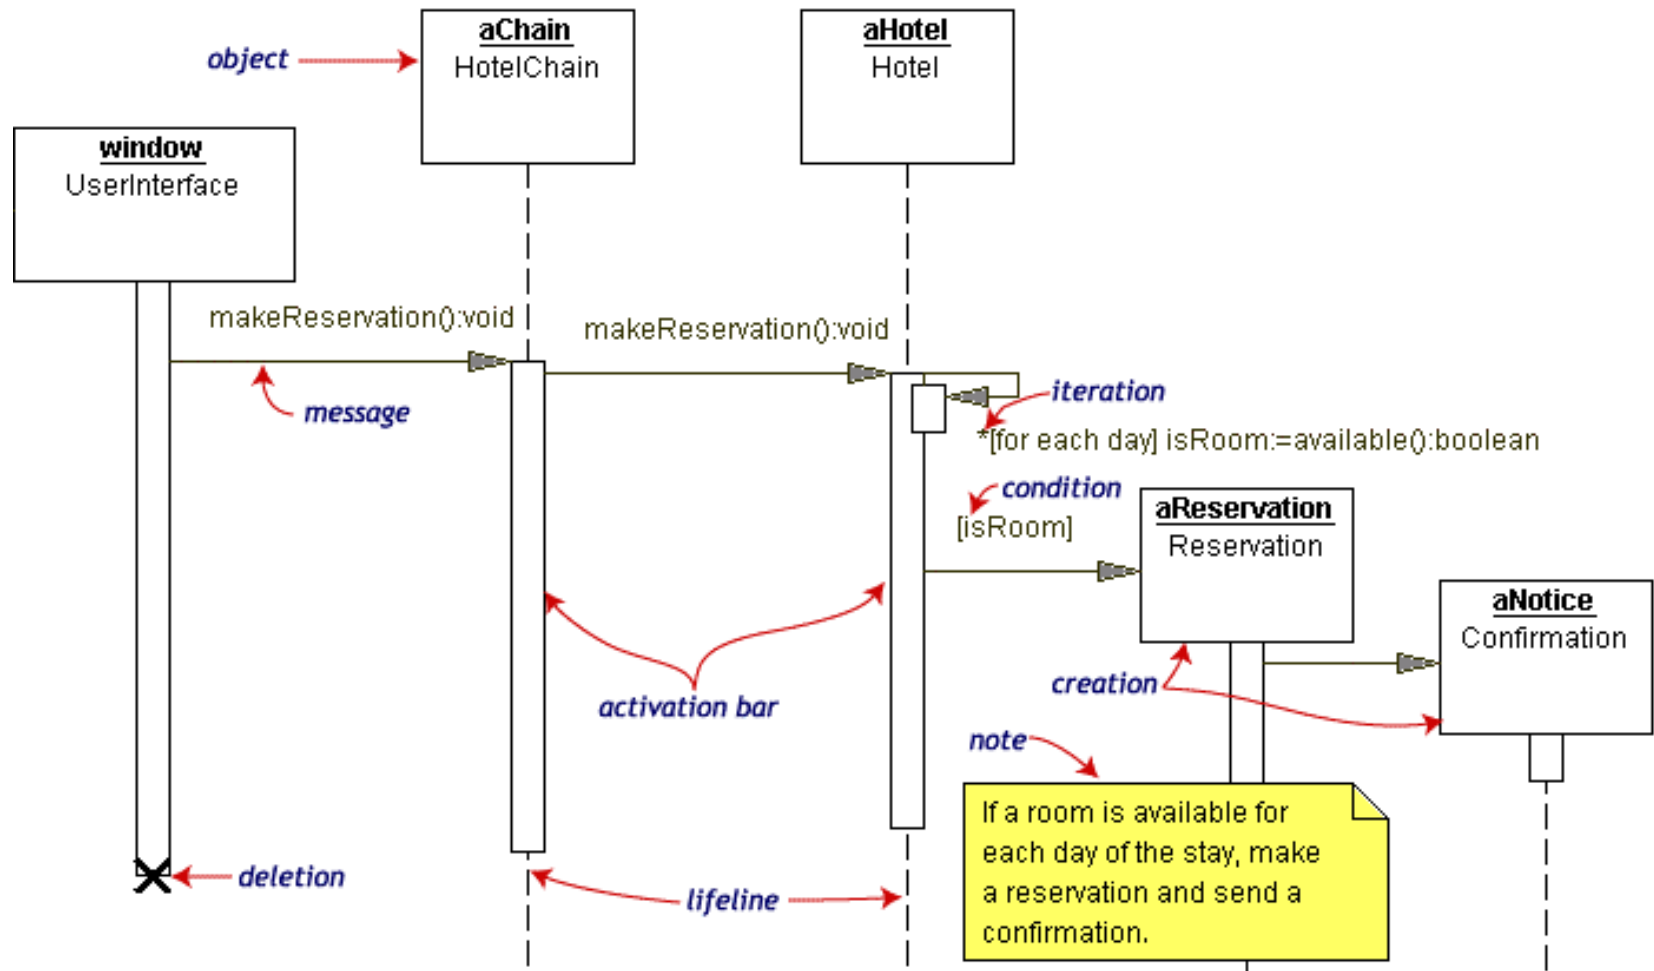 object
aChain
HotelChain
aHotel
Hotel
window
UserInterface
makeReservation():void
makeReservation():void
message
iteration
*[for each day] isRoom:=available():boolean
condition
[isRoom]
aReservation
Reservation
aNotice
Confirmation
activation bar
creation
note
If a room is available for
each day of the stay, make
a reservation and send a
confirmation.
deletion
lifeline